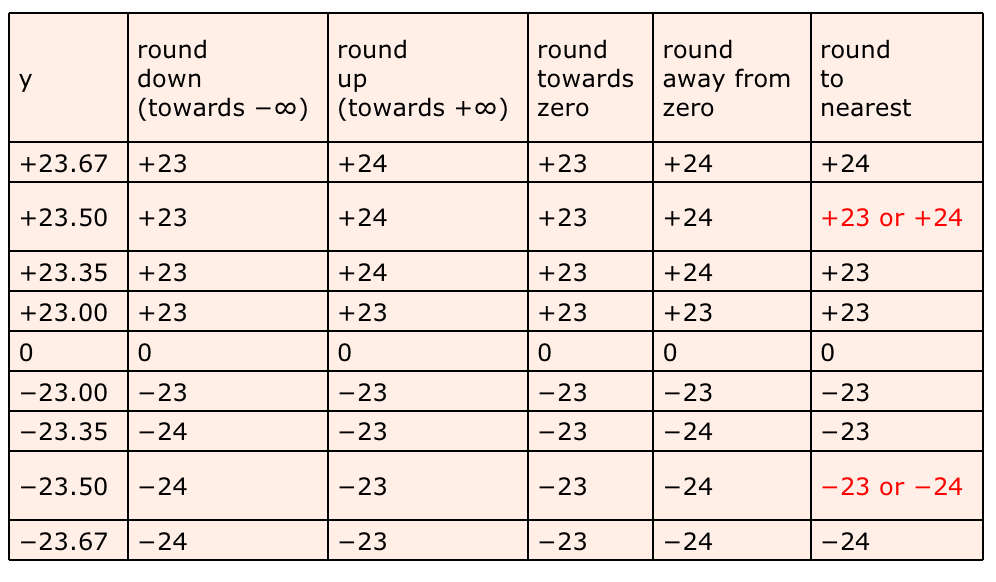 y
round
down
(towards −∞)
round
up
(towards +∞)
round
towards
zero
round
away from
zero
round
to
nearest
+23.67 +23 +24 +23 +24 +24
+23.50 +23 +24 +23 +24 +23 or +24
+23.35 +23 +24 +23 +24 +23
+23.00 +23 +23 +23 +23 +23
0 0 0 0 0 0
−23.00 −23 −23 −23 −23 −23
−23.35 −24 −23 −23 −24 −23
−23.50 −24 −23 −23 −24 −23 or −24
−23.67 −24 −23 −23 −24 −24